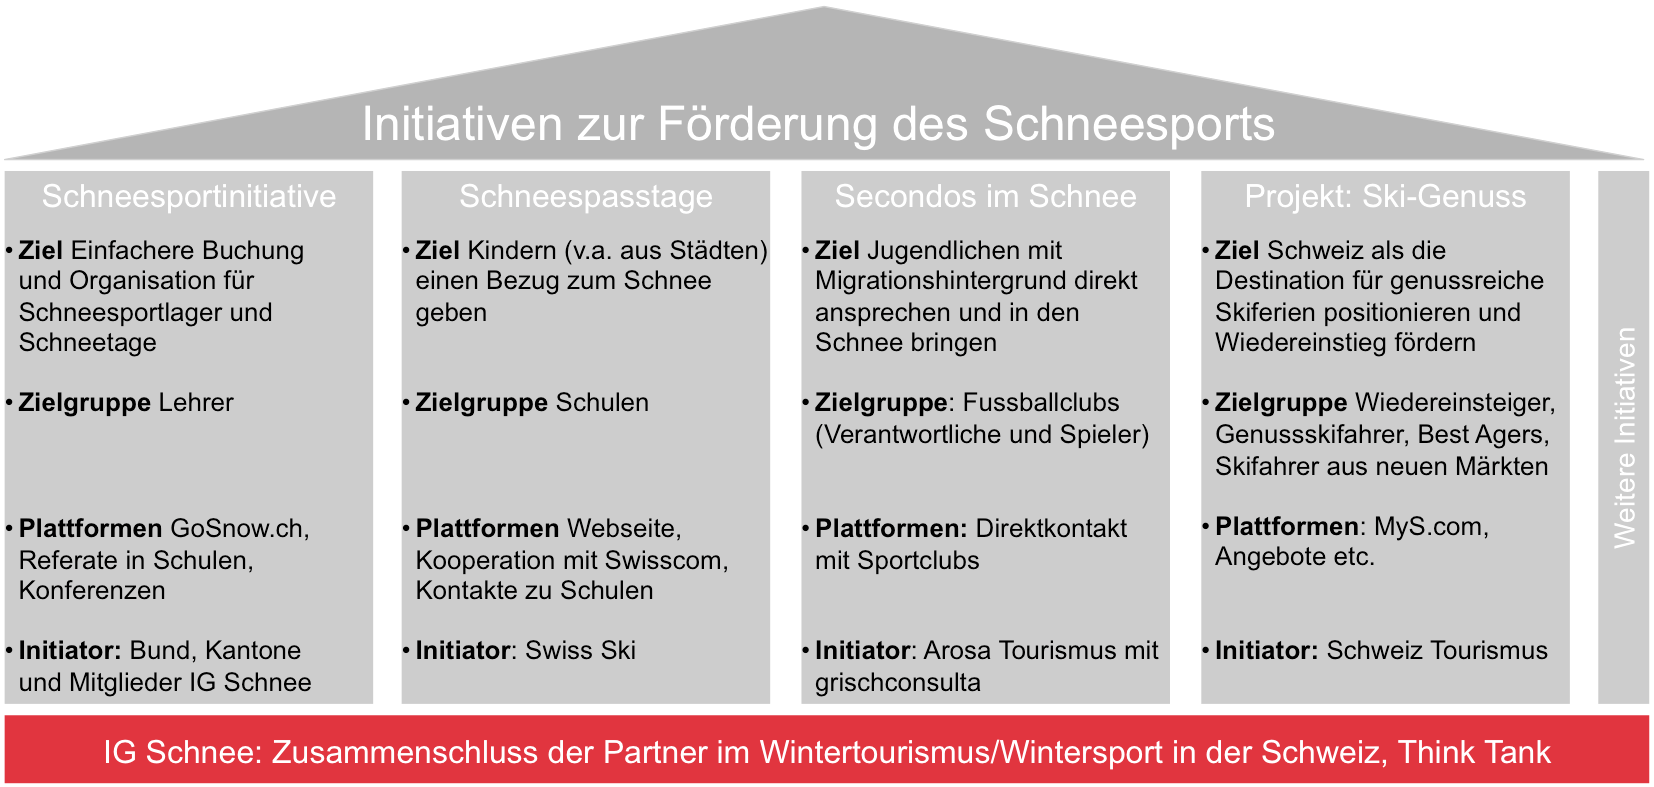 Initiativen zur Förderung des Schneesports
Schneesportinitiative
• Ziel Einfachere Buchung
und Organisation für
Schneesportlager und
Schneetage
• Zielgruppe Lehrer
• Plattformen GoSnow.ch,
Referate in Schulen,
Konferenzen
• Initiator: Bund, Kantone
und Mitglieder IG Schnee
Schneespasstage
• Ziel Kindern (v.a. aus Städten)
einen Bezug zum Schnee
geben
• Zielgruppe Schulen
• Plattformen Webseite,
Kooperation mit Swisscom,
Kontakte zu Schulen
• Initiator: Swiss Ski
Secondos im Schnee
• Ziel Jugendlichen mit
Migrationshintergrund direkt
ansprechen und in den
Schnee bringen
• Zielgruppe: Fussballclubs
(Verantwortliche und Spieler)
• Plattformen: Direktkontakt
mit Sportclubs
• Initiator: Arosa Tourismus mit
grischconsulta
Projekt: Ski-Genuss
• Ziel Schweiz als die
Destination für genussreiche
Skiferien positionieren und
Wiedereinstieg fördern
• Zielgruppe Wiedereinsteiger,
Genussskifahrer, Best Agers,
Skifahrer aus neuen Märkten
• Plattformen: MyS.com,
Angebote etc.
• Initiator: Schweiz Tourismus
Weitere Initiativen
IG Schnee: Zusammenschluss der Partner im Wintertourismus/Wintersport in der Schweiz, Think Tank